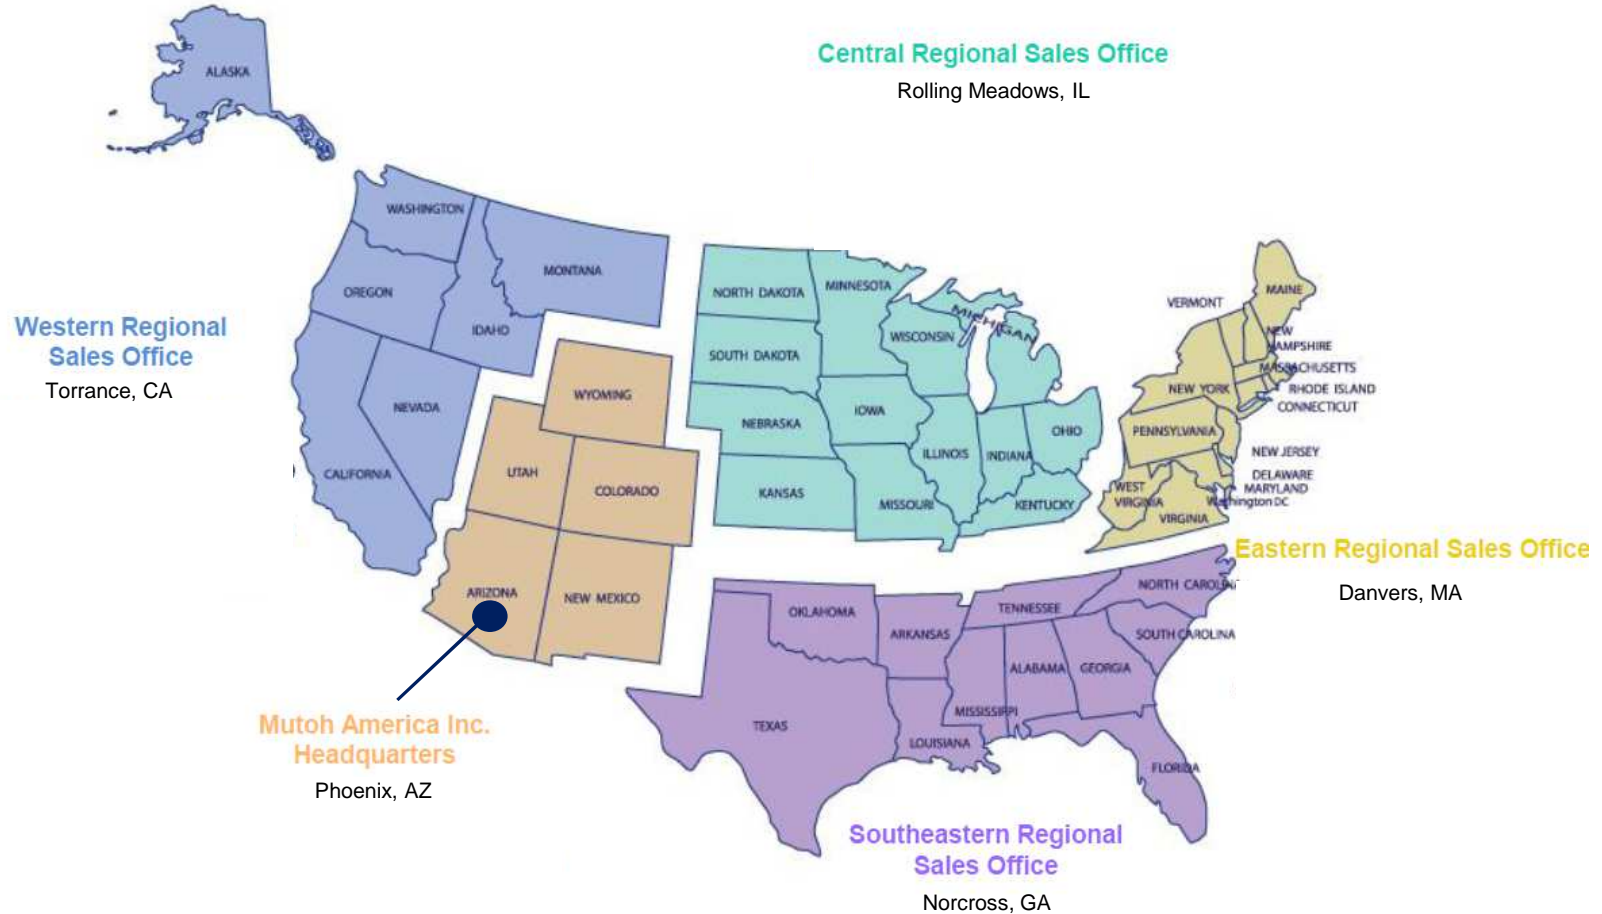 ALASKA
Central Regional Sales Office
Rolling Meadows, IL
WASHINGTON
OREGON
IDAHO
MONTANA
Western Regional
Sales Office
Torrance, CA
NEVADA
CALIFORNIA
WYOMING
UTAH
COLORADO
ARIZONA
NEW MEXICO
Mutoh America Inc.
Headquarters
Phoenix, AZ
NORTH DAKOTA
MINNESOTA
SOUTH DAKOTA
WISCONSIN
MICHIGAN
NEBRASKA
IOWA
KANSAS
MISSOURI
ILLINOIS
INDIANA
OHIO
KENTUCKY
VERMONT
MAINE
NEW
HAMPSHIRE
MASSACHUSETTS
NEW YORK
RHODE ISLAND
CONNECTICUT
PENNSYLVANIA
NEW JERSEY
DELAWARE
MARYLAND
Washington DC
WEST
VIRGINIA
VIRGINIA
Eastern Regional Sales Office
Danvers, MA
OKLAHOMA
ARKANSAS
TENNESSEE
NORTH CAROLINA
SOUTH CAROLINA
TEXAS
LOUISIANA
MISSISSIPPI
ALABAMA
GEORGIA
FLORIDA
Southeastern Regional
Sales Office
Norcross, GA